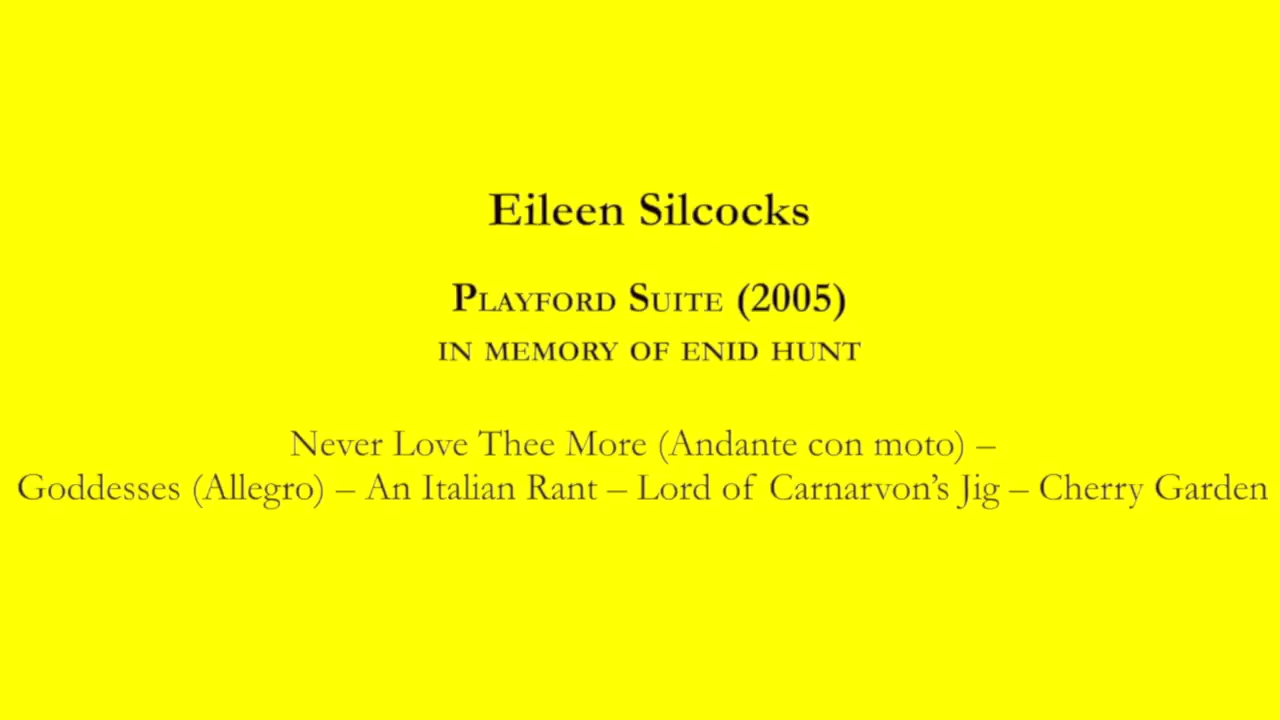 Eileen Silcocks
Playford Suite (2005)
in memory of enid hunt
Never Love Thee More (Andante con moto) –
Goddesses (Allegro) – An Italian Rant – Lord of Carnarvon’s Jig – Cherry Garden